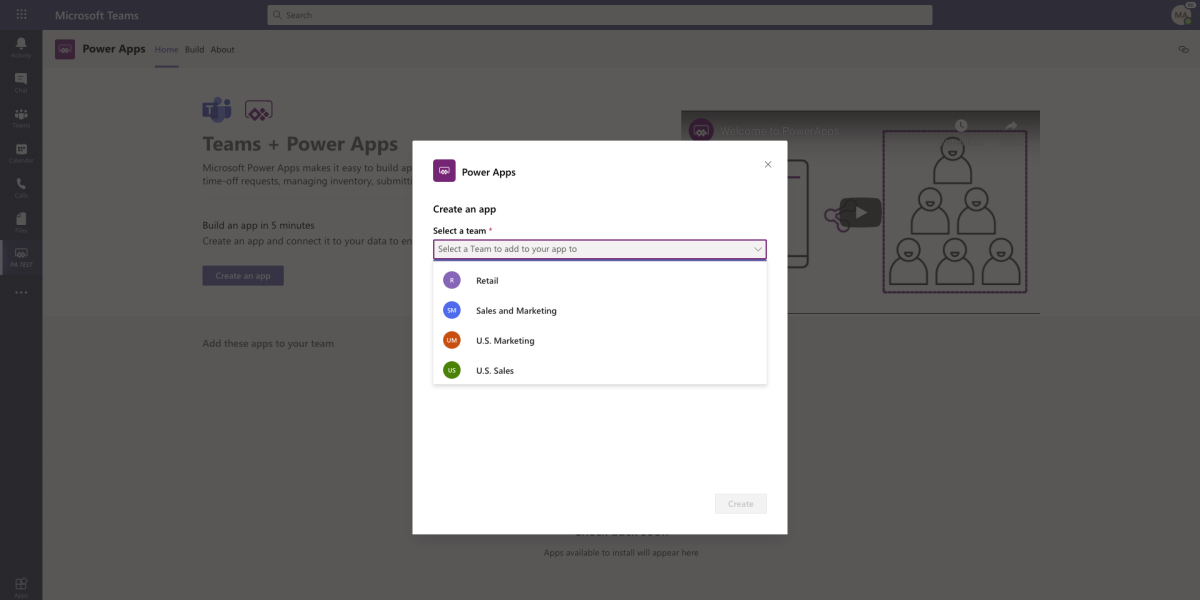 Microsoft Teams
Search
MA
Activity
Chat
Teams
Calendar
Calls
Files
PA TEST
Apps
Power Apps
Home
Build
About
Teams + Power Apps
Microsoft Power Apps makes it easy to build ap
time-off requests, managing inventory, submitti
Build an app in 5 minutes
Create an app and connect it to your data to en
Create an app
Add these apps to your team
Welcome to PowerApps
Power Apps
Create an app
Select a team *
Select a Team to add to your app to
R
Retail
SM
Sales and Marketing
UM
U.S. Marketing
US
U.S. Sales
Create
Apps available to install will appear here